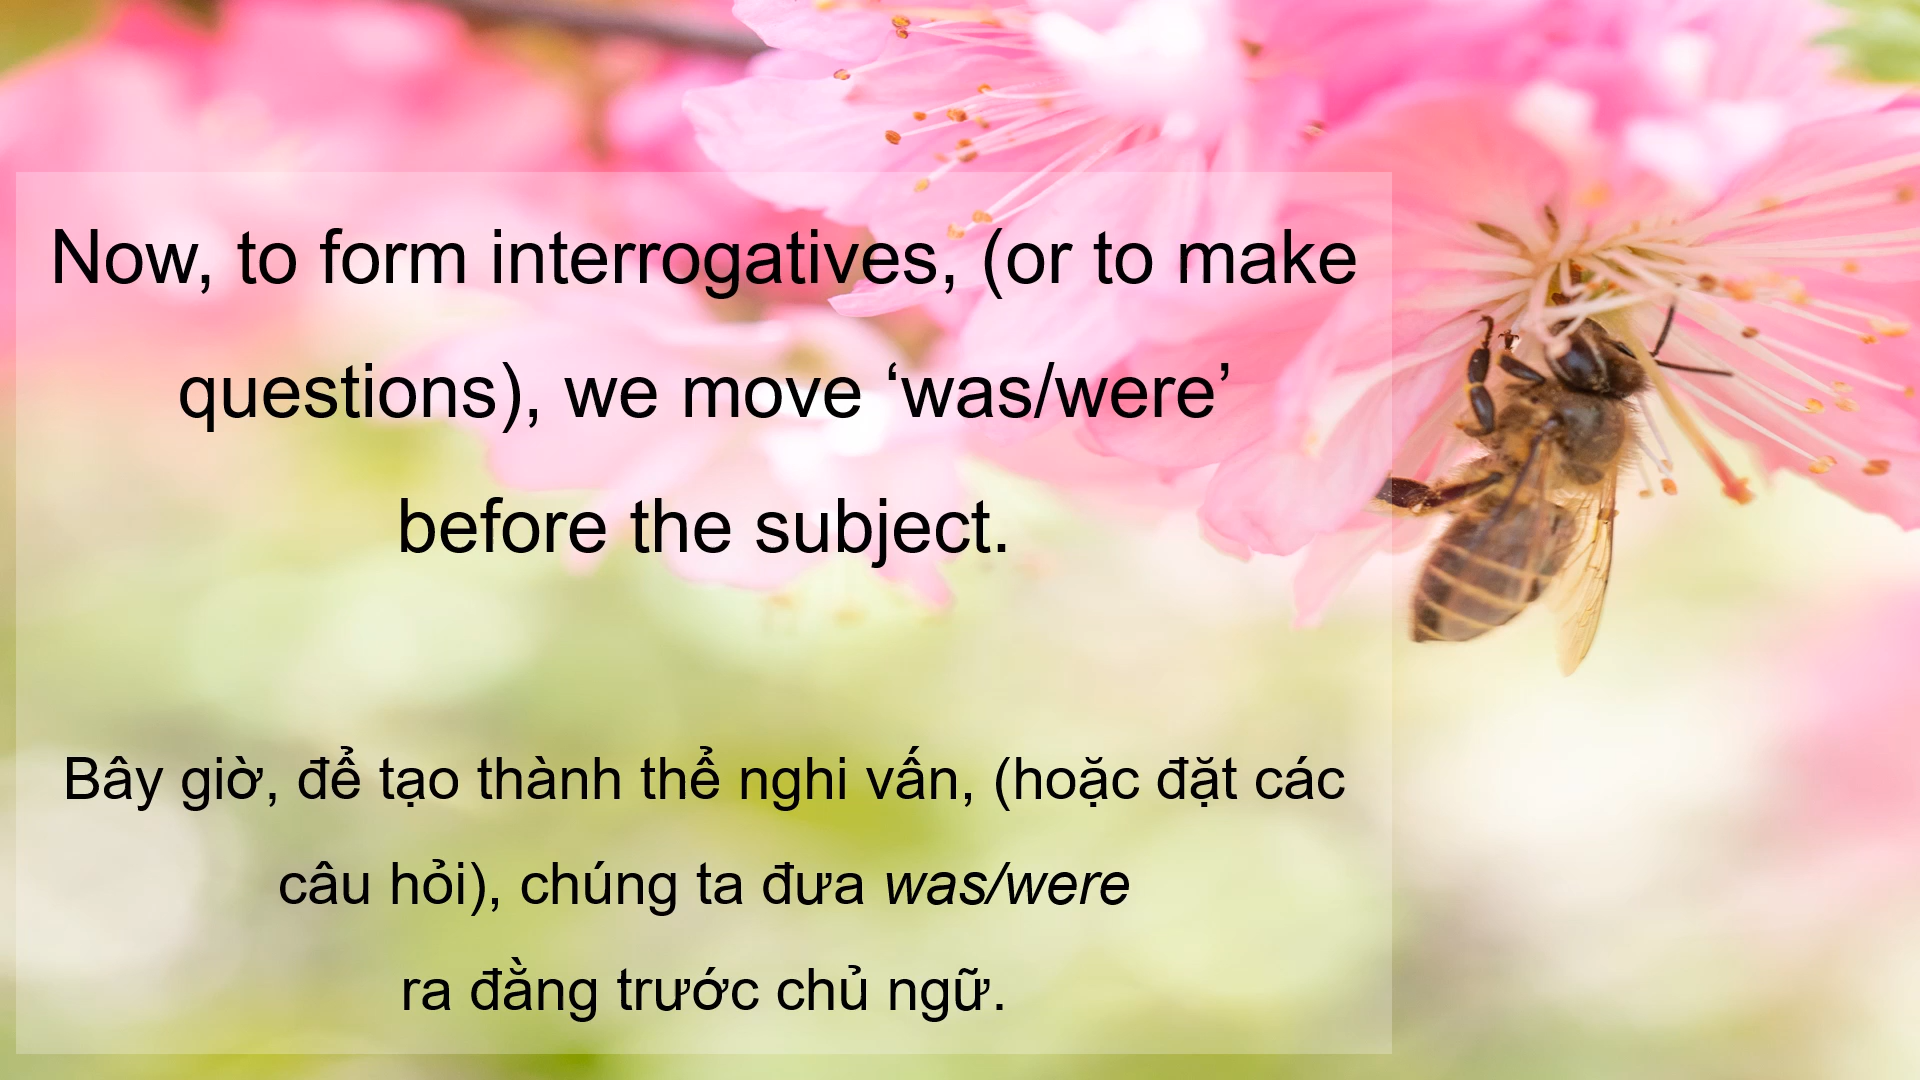 Now, to form interrogatives, (or to make
questions), we move ‘was/were’
before the subject.
Bây giờ, để tạo thành thể nghi vấn, (hoặc đặt các
câu hỏi), chúng ta đưa was/were
ra đằng trước chủ ngữ.